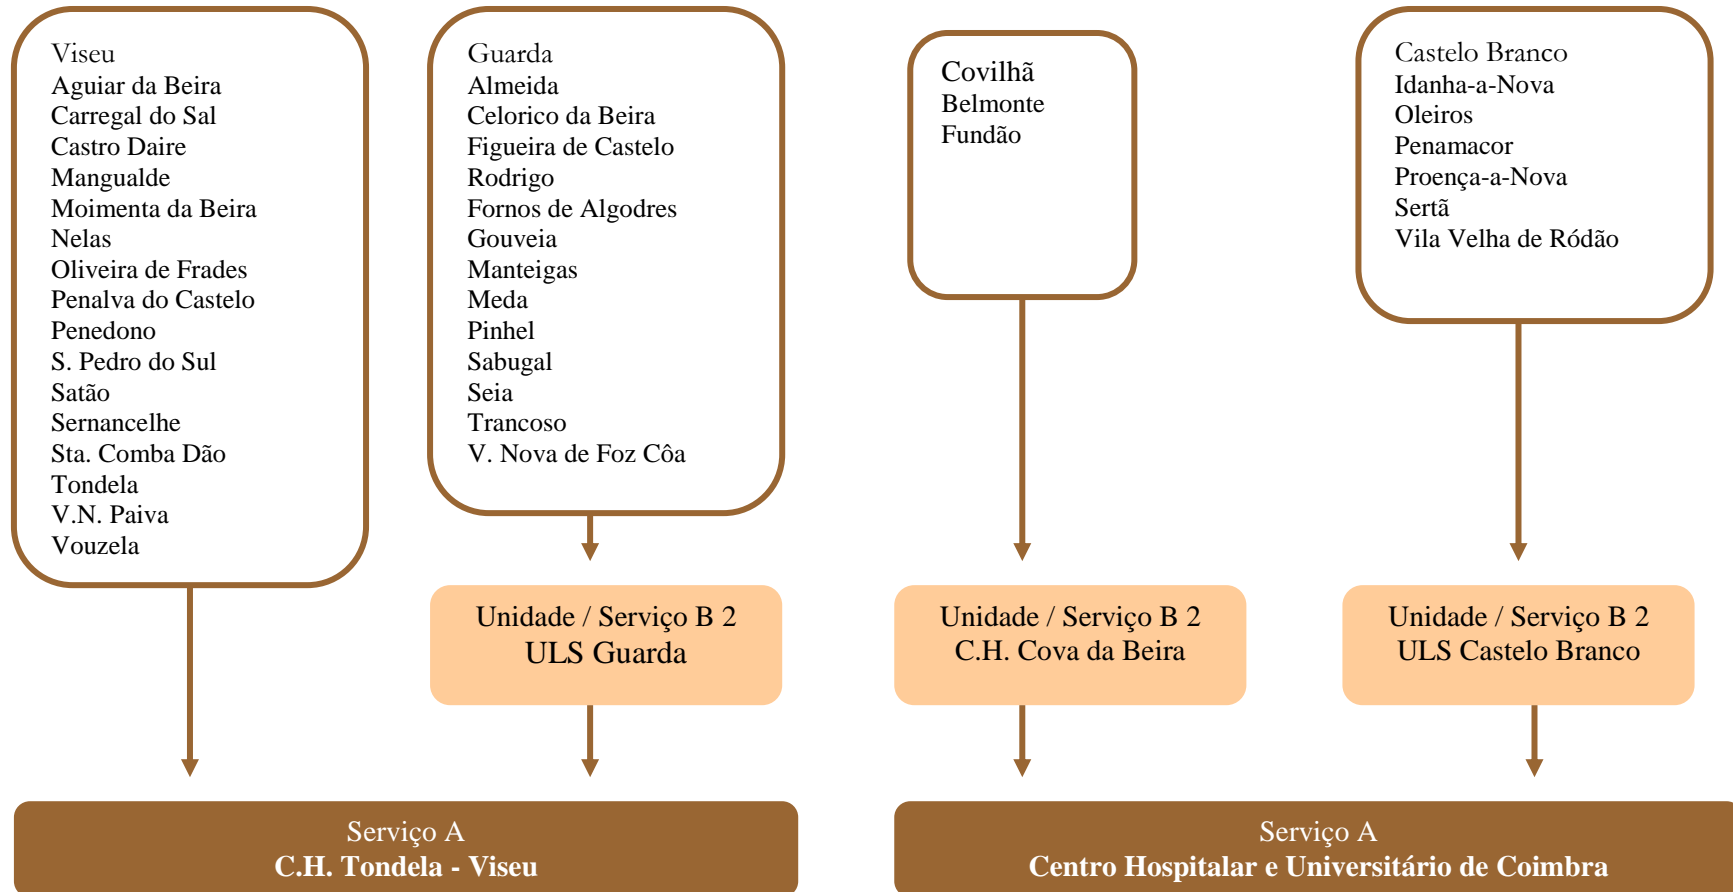 Viseu
Aguiar da Beira
Carregal do Sal
Castro Daire
Mangualde
Moimenta da Beira
Nelas
Oliveira de Frades
Penalva do Castelo
Penedono
S. Pedro do Sul
Satão
Sernancelhe
Sta. Comba Dão
Tondela
V.N. Paiva
Vouzela
Guarda
Almeida
Celorico da Beira
Figueira de Castelo
Rodrigo
Fornos de Algodres
Gouveia
Manteigas
Meda
Pinhel
Sabugal
Seia
Trancoso
V. Nova de Foz Côa
Covilhã
Belmonte
Fundão
Castelo Branco
Idanha-a-Nova
Oleiros
Penamacor
Proença-a-Nova
Sertã
Vila Velha de Ródão
Unidade / Serviço B 2
ULS Guarda
Unidade / Serviço B 2
C.H. Cova da Beira
Unidade / Serviço B 2
ULS Castelo Branco
Serviço A
C.H. Tondela - Viseu
Serviço A
Centro Hospitalar e Universitário de Coimbra